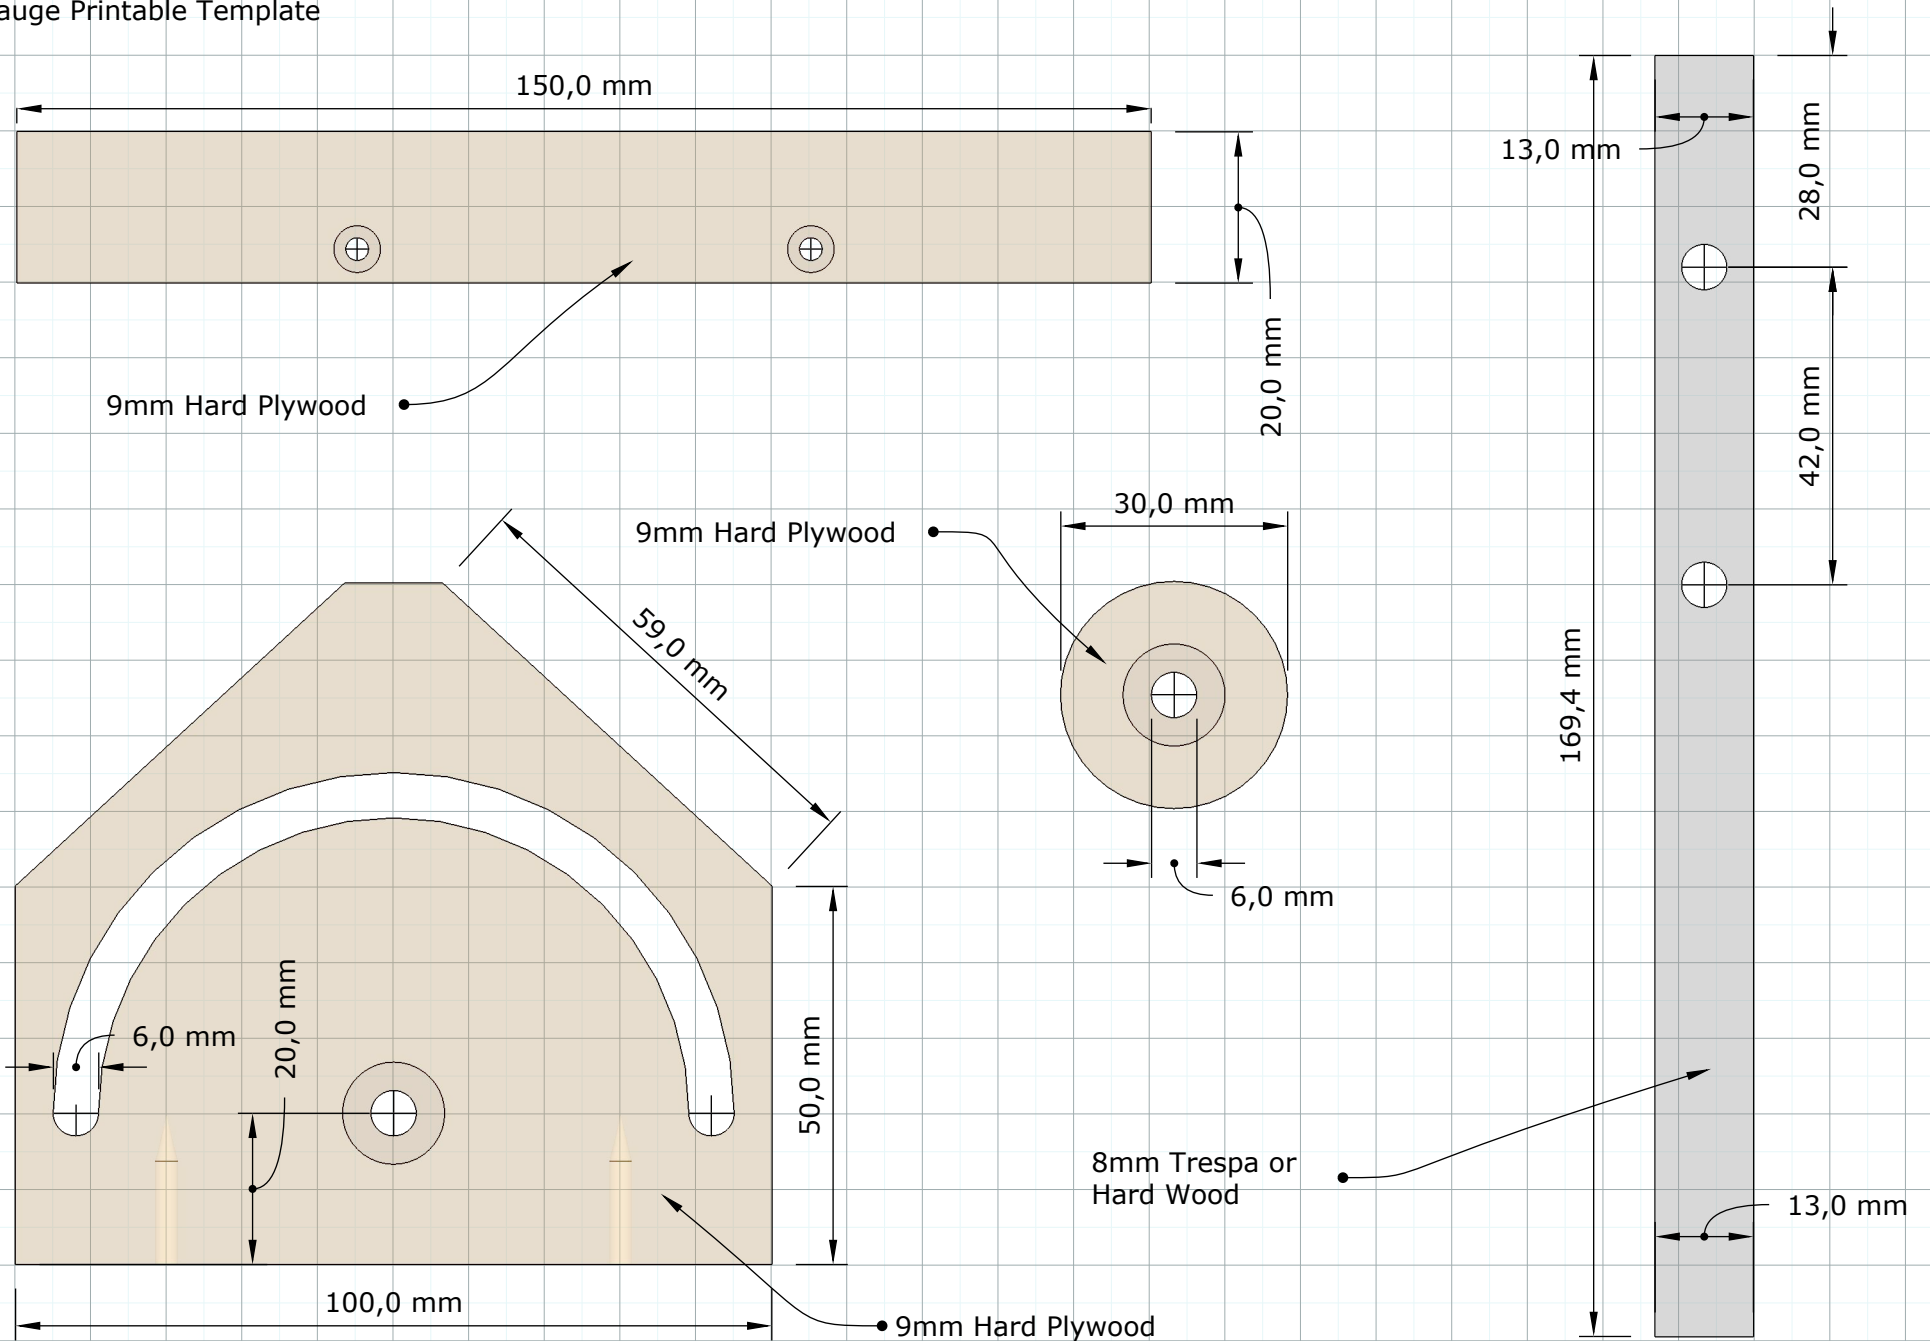 Printable Template
150,0 mm
13,0 mm
28,0 mm
20,0 mm
9mm Hard Plywood
42,0 mm
30,0 mm
9mm Hard Plywood
59,0 mm
169,4 mm
6,0 mm
20,0 mm
6,0 mm
50,0 mm
8mm Trespa or
Hard Wood
13,0 mm
100,0 mm
9mm Hard Plywood